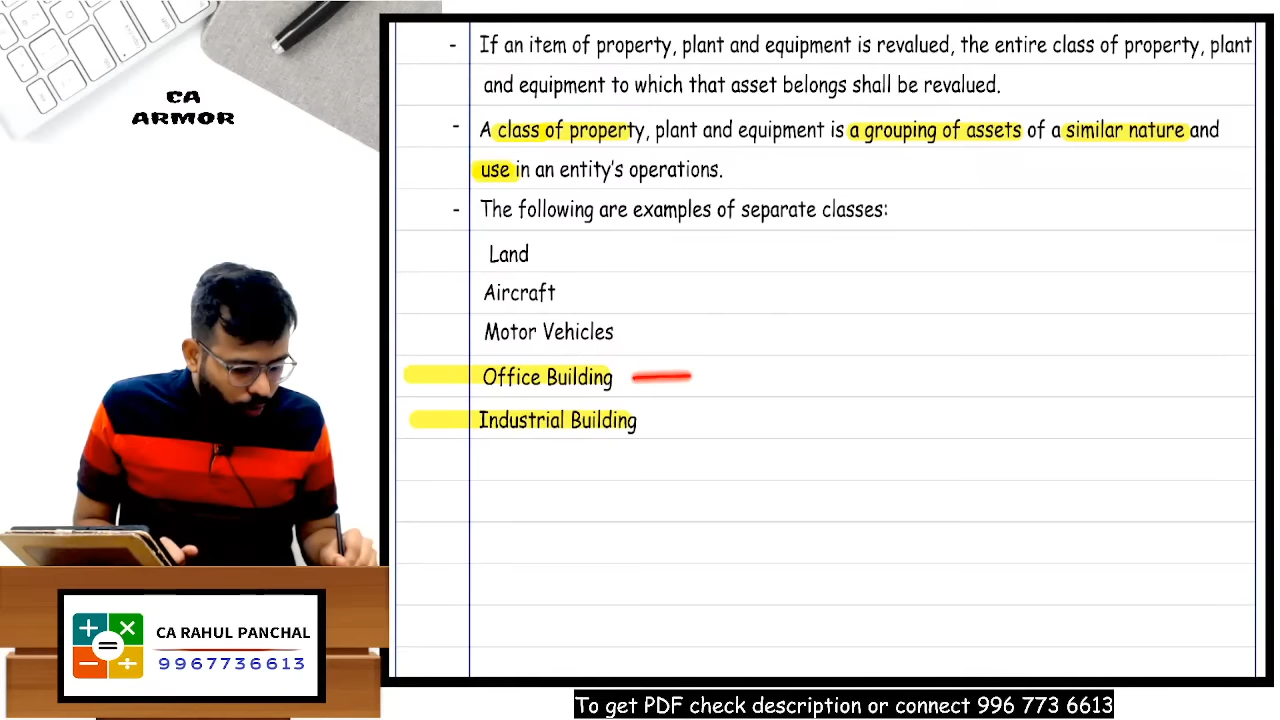 CA
ARMOR
- If an item of property, plant and equipment is revalued, the entire class of property, plant
and equipment to which that asset belongs shall be revalued.
- A class of property, plant and equipment is a grouping of assets of a similar nature and
use in an entity's operations.
- The following are examples of separate classes:
Land
Aircraft
Motor Vehicles
Office Building
Industrial Building
CA RAHUL PANCHAL
9967736613
To get PDF check description or connect 996 773 6613